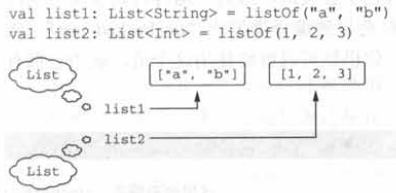 val list1: List<String> = listOf("a", "b")
val list2: List<Int> = listOf(1, 2, 3)
List
["a", "b"]
[1, 2, 3]
list1
list2
List